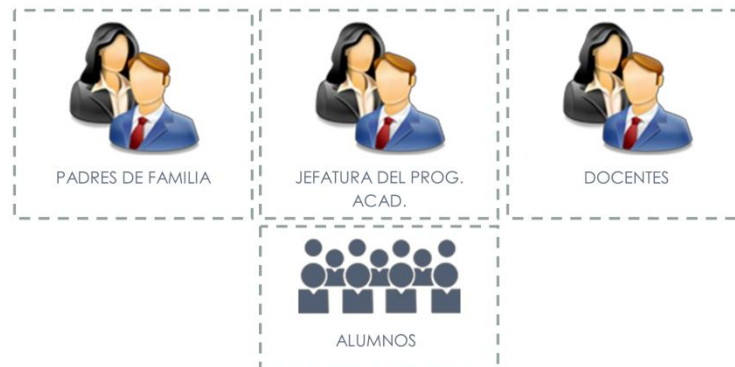 PADRES DE FAMILIA
JEFATURA DEL PROG.
ACAD.
DOCENTES
ALUMNOS